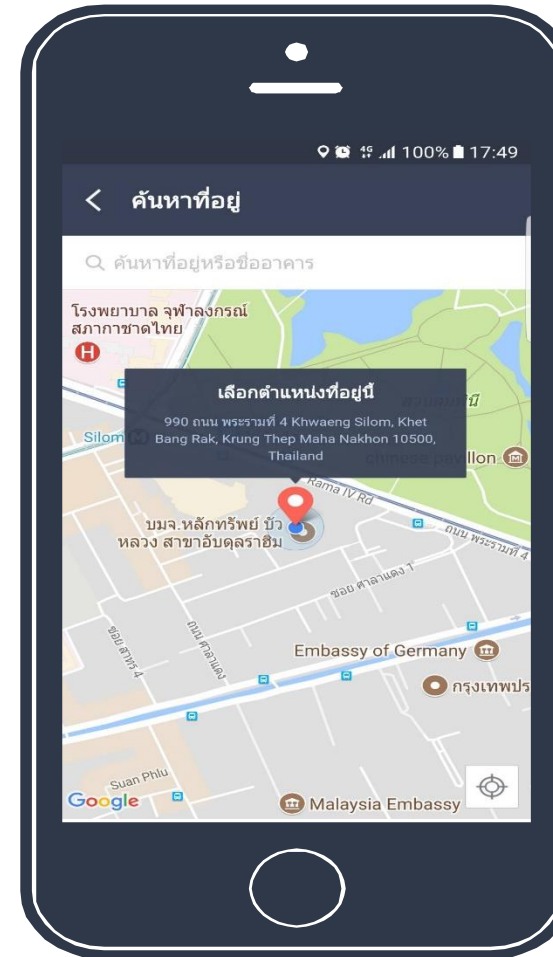 4G 100% 17:49
ค้นหาที่อยู่
ค้นหาที่อยู่หรือชื่ออาคาร
โรงพยาบาล จุฬาลงกรณ์
สภากาชาดไทย
H
เลือกตำแหน่งที่อยู่นี้
990 ถนน พระรามที่ 4 Khwaeng Silom, Khet
Bang Rak, Krung Thep Maha Nakhon 10500,
Thailand
Silom
chinese pavillon
Rama IV Rd
ถนน พระรามที่ 4
บมจ.หลักทรัพย์ บัว
หลวง สาขาอับดุลราฮิม
ซอย ศาลาแดง 1
ซอย สาทร 4
ถนน ศาลาแดง
Embassy of Germany
กรุงเทพปร
Suan Phlu
Google
Malaysia Embassy